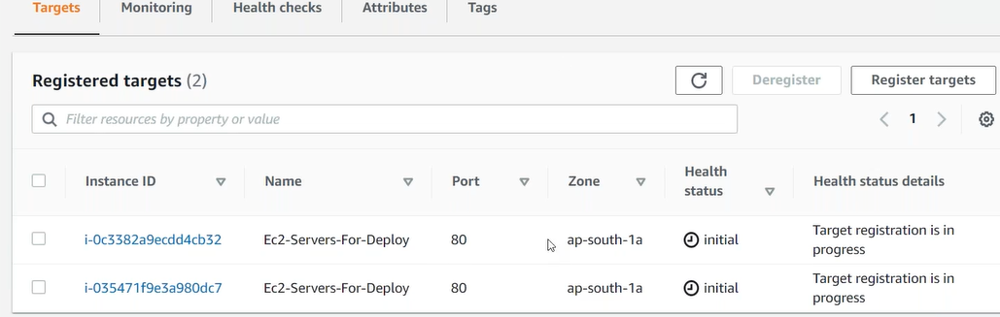 Targets Monitoring Health checks Attributes Tags
Registered targets (2) Deregister Register targets
Filter resources by property or value 1
Instance ID Name Port Zone Health status Health status details
i-0c3382a9ecdd4cb32 Ec2-Servers-For-Deploy 80 ap-south-1a initial Target registration is in progress
i-035471f9e3a980dc7 Ec2-Servers-For-Deploy 80 ap-south-1a initial Target registration is in progress